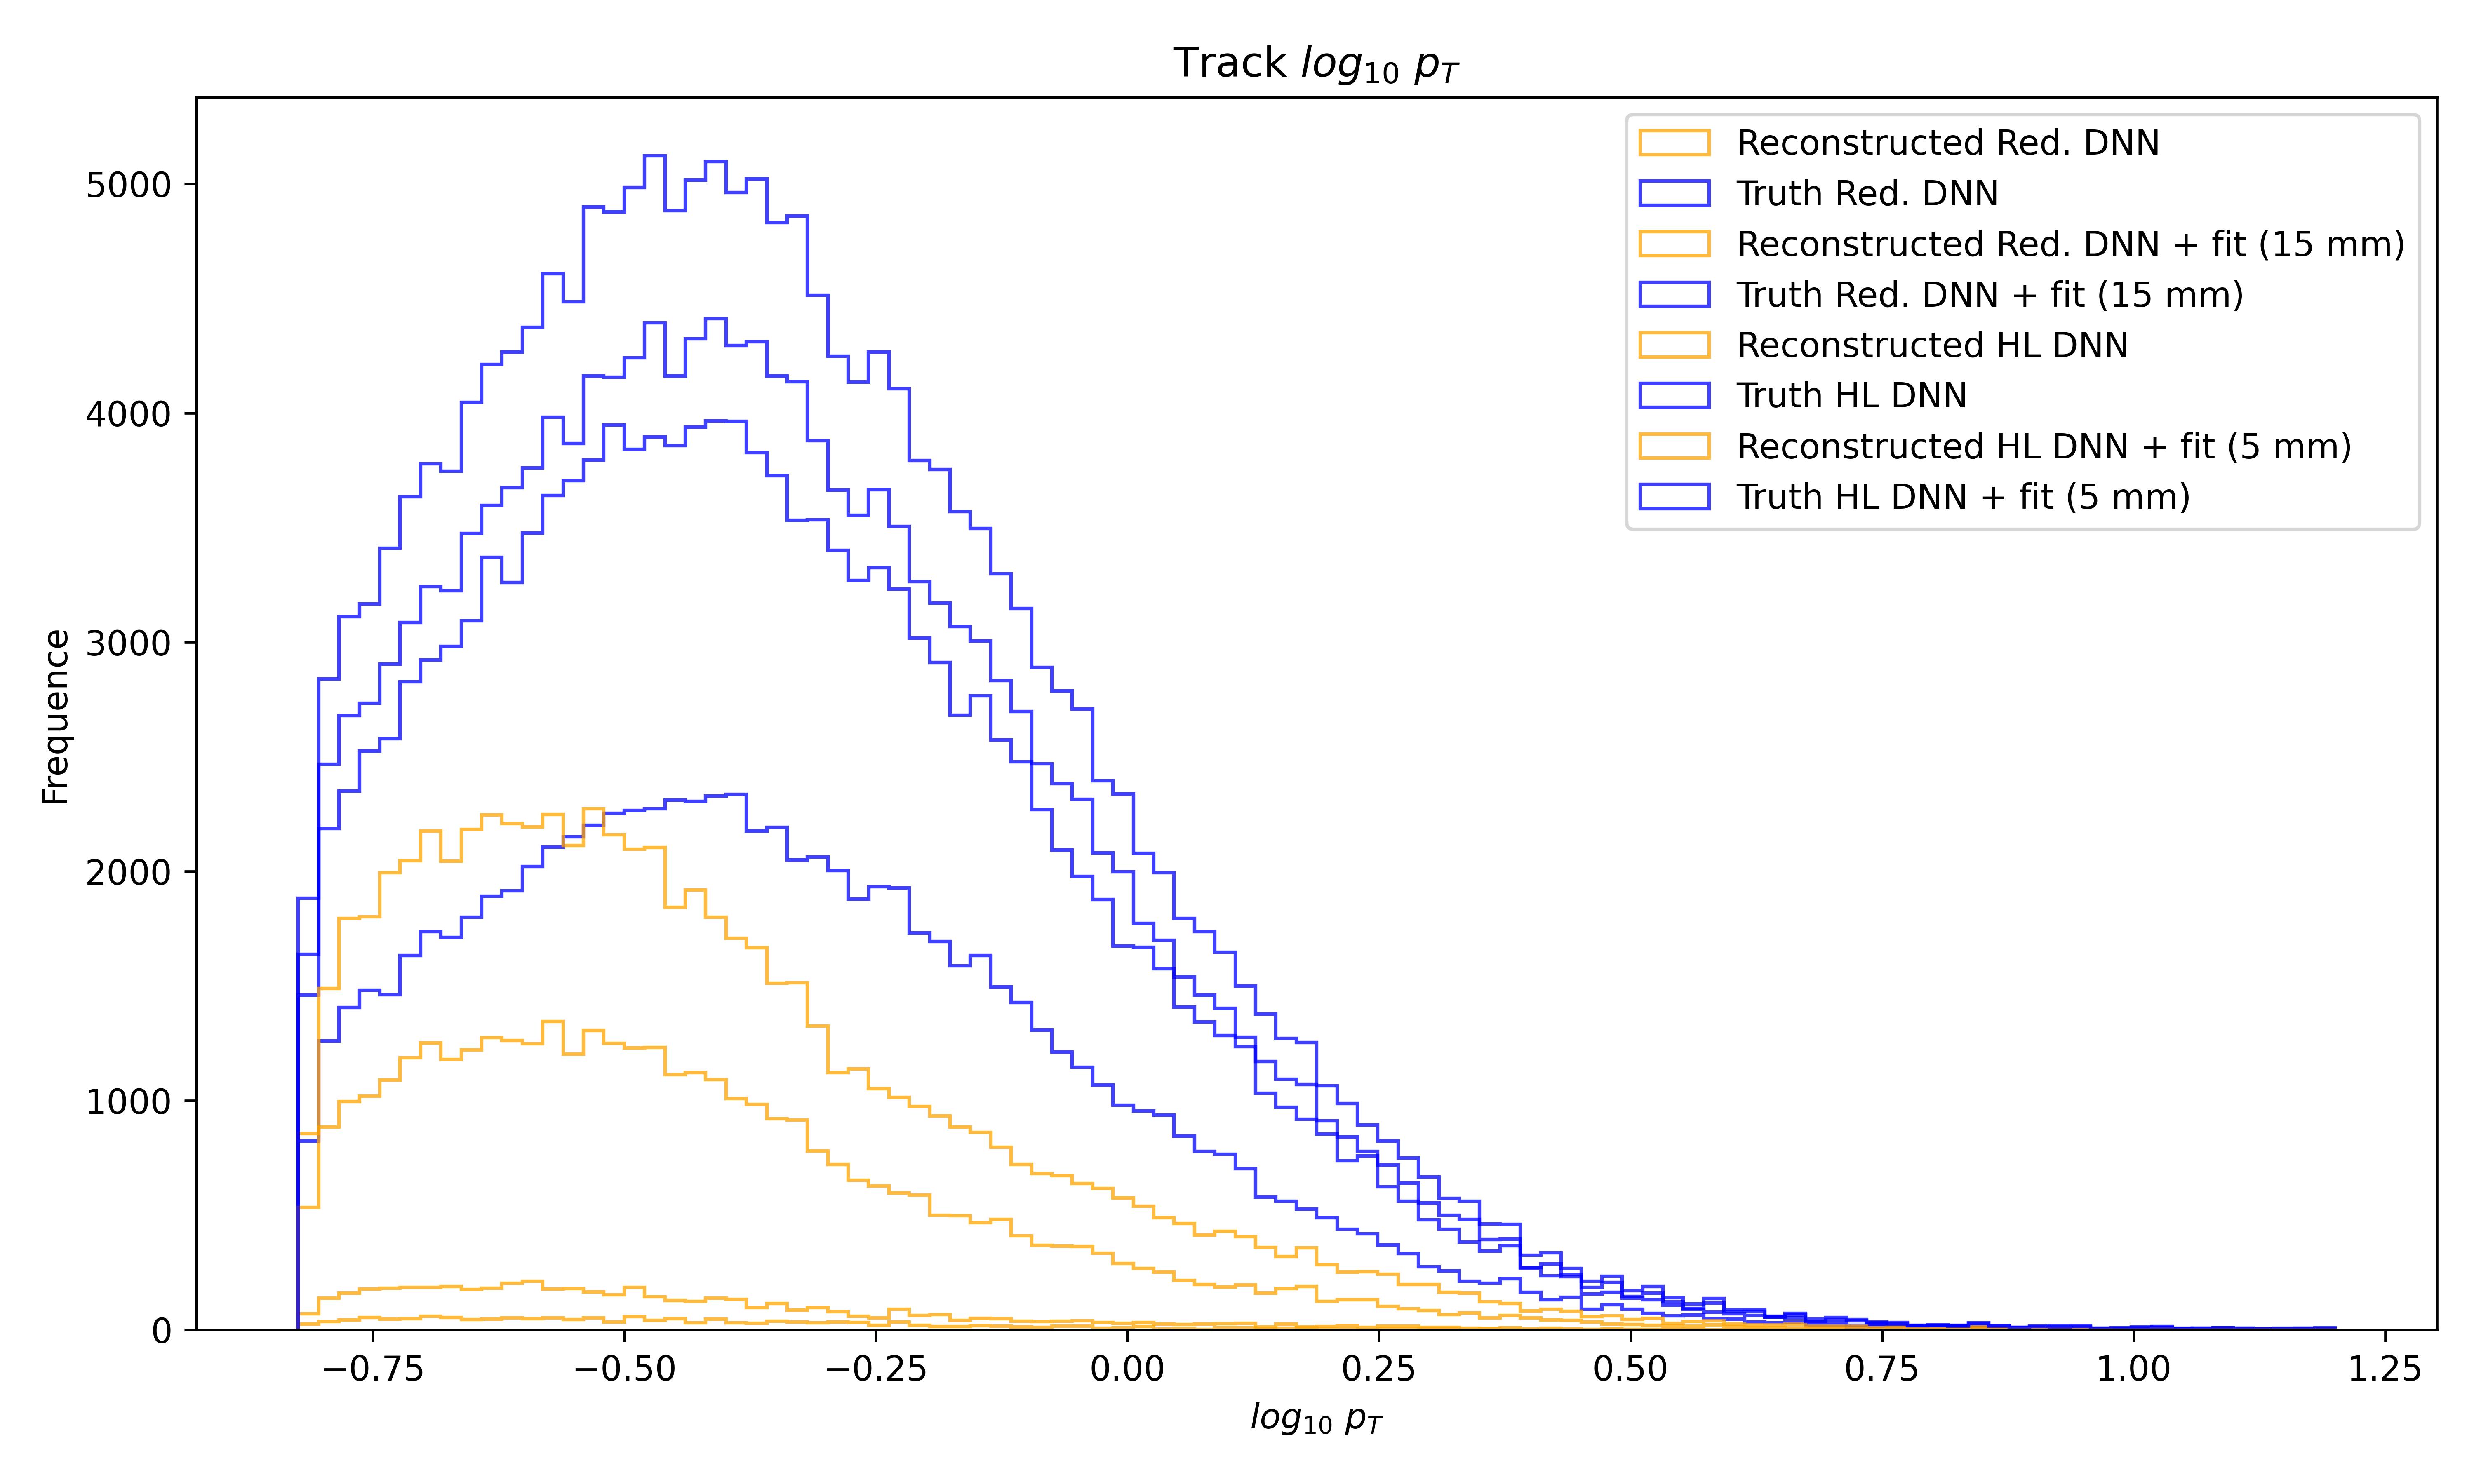 Track log₁₀ p_T
5000
4000
3000
2000
1000
0
Frequence
Reconstructed Red. DNN
Truth Red. DNN
Reconstructed Red. DNN + fit (15 mm)
Truth Red. DNN + fit (15 mm)
Reconstructed HL DNN
Truth HL DNN
Reconstructed HL DNN + fit (5 mm)
Truth HL DNN + fit (5 mm)
−0.75 −0.50 −0.25 0.00 0.25 0.50 0.75 1.00 1.25
log₁₀ p_T